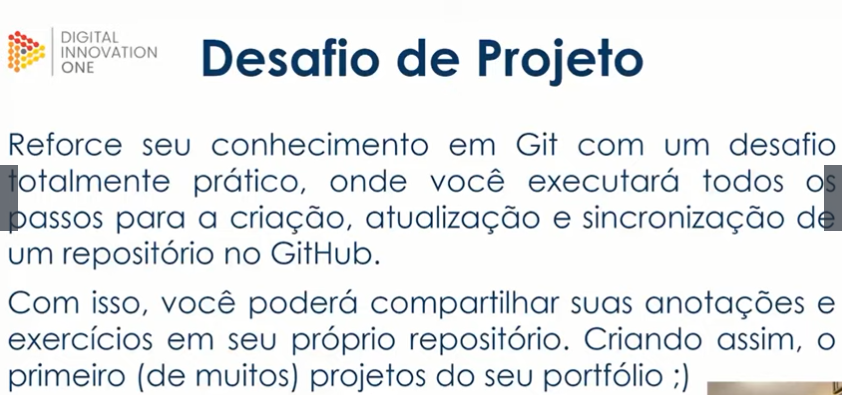 DIGITAL
INNOVATION
ONE
Desafio de Projeto
Reforce seu conhecimento em Git com um desafio
totalmente prático, onde você executará todos os
passos para a criação, atualização e sincronização de
um repositório no GitHub.
Com isso, você poderá compartilhar suas anotações e
exercícios em seu próprio repositório. Criando assim, o
primeiro (de muitos) projetos do seu portfólio ;)